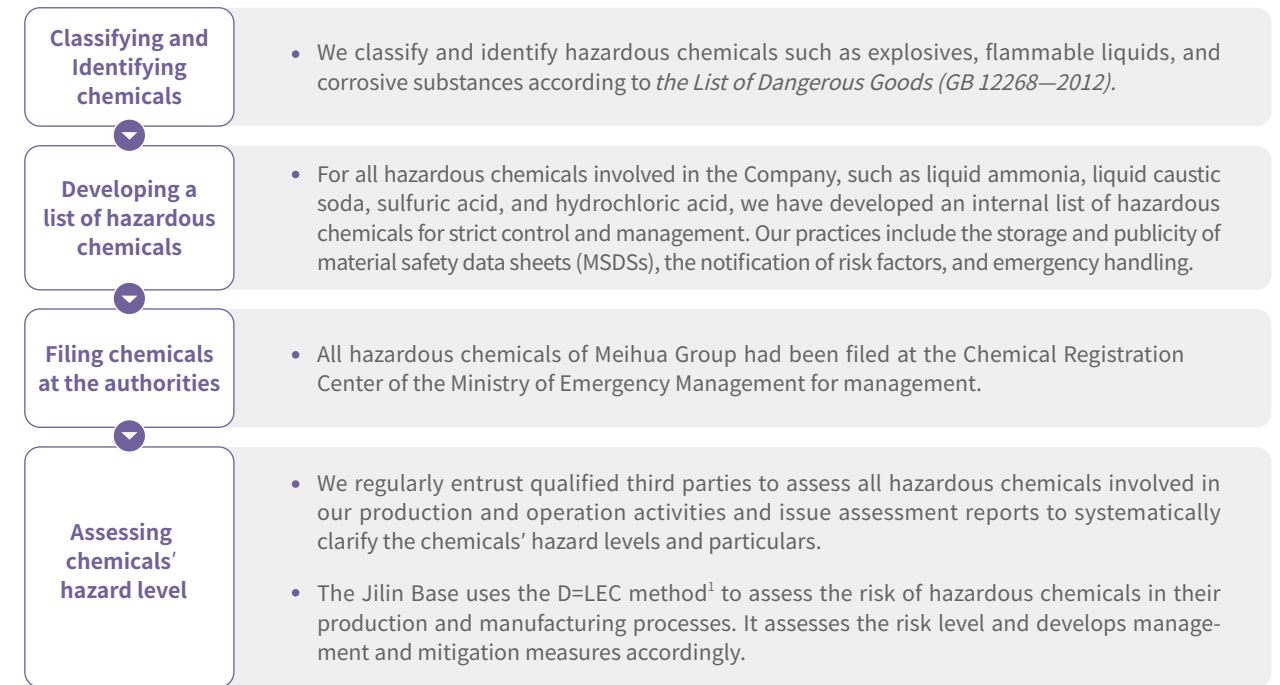 Classifying and
Identifying
chemicals
• We classify and identify hazardous chemicals such as explosives, flammable liquids, and
corrosive substances according to the List of Dangerous Goods (GB 12268—2012).
Developing a
list of hazardous
chemicals
• For all hazardous chemicals involved in the Company, such as liquid ammonia, liquid caustic
soda, sulfuric acid, and hydrochloric acid, we have developed an internal list of hazardous
chemicals for strict control and management. Our practices include the storage and publicity of
material safety data sheets (MSDSs), the notification of risk factors, and emergency handling.
Filing chemicals
at the authorities
• All hazardous chemicals of Meihua Group had been filed at the Chemical Registration
Center of the Ministry of Emergency Management for management.
Assessing
chemicals′
hazard level
• We regularly entrust qualified third parties to assess all hazardous chemicals involved in
our production and operation activities and issue assessment reports to systematically
clarify the chemicals′ hazard levels and particulars.
• The Jilin Base uses the D=LEC method¹ to assess the risk of hazardous chemicals in their
production and manufacturing processes. It assesses the risk level and develops manage-
ment and mitigation measures accordingly.